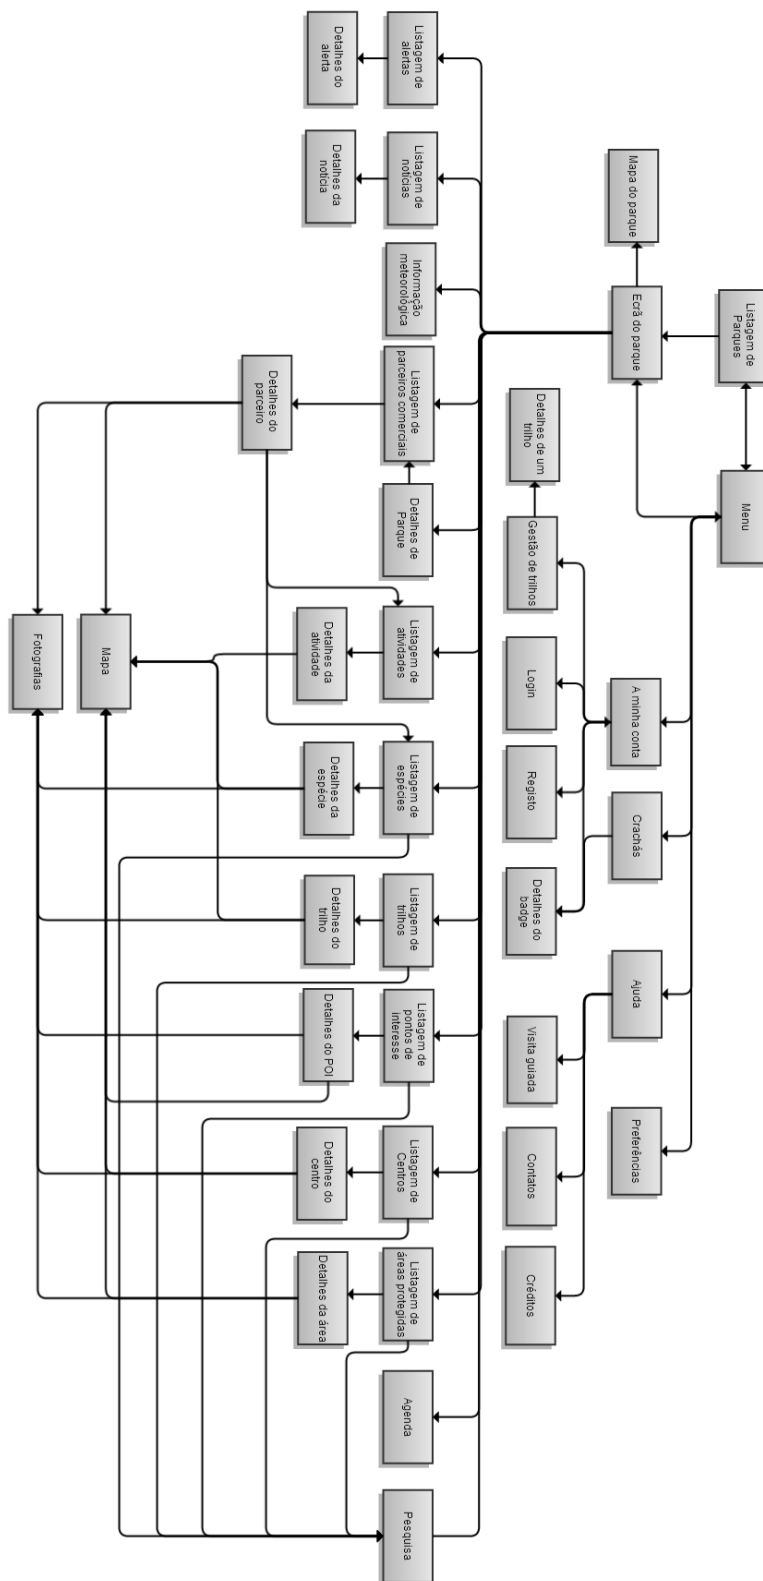 Listagem de
Parques
Menu
Mapa do parque
Ecrã do parque
A minha conta
Crachás
Ajuda
Preferências
Detalhes de um
trilho
Gestão de trilhos
Login
Registo
Detalhes do
badge
Visita guiada
Contatos
Créditos
Listagem de
alertas
Listagem de
notícias
Informação
meteorológica
Listagem de
parceiros comerciais
Detalhes de
Parque
Listagem de
atividades
Listagem de
espécies
Listagem de
trilhos
Listagem de
pontos de
interesse
Listagem de
Centros
Listagem de
áreas protegidas
Agenda
Pesquisa
Detalhes do
alerta
Detalhes da
notícia
Detalhes do
parceiro
Detalhes da
atividade
Detalhes da
espécie
Detalhes do
trilho
Detalhes do POI
Detalhes do
centro
Detalhes da área
Mapa
Fotografias